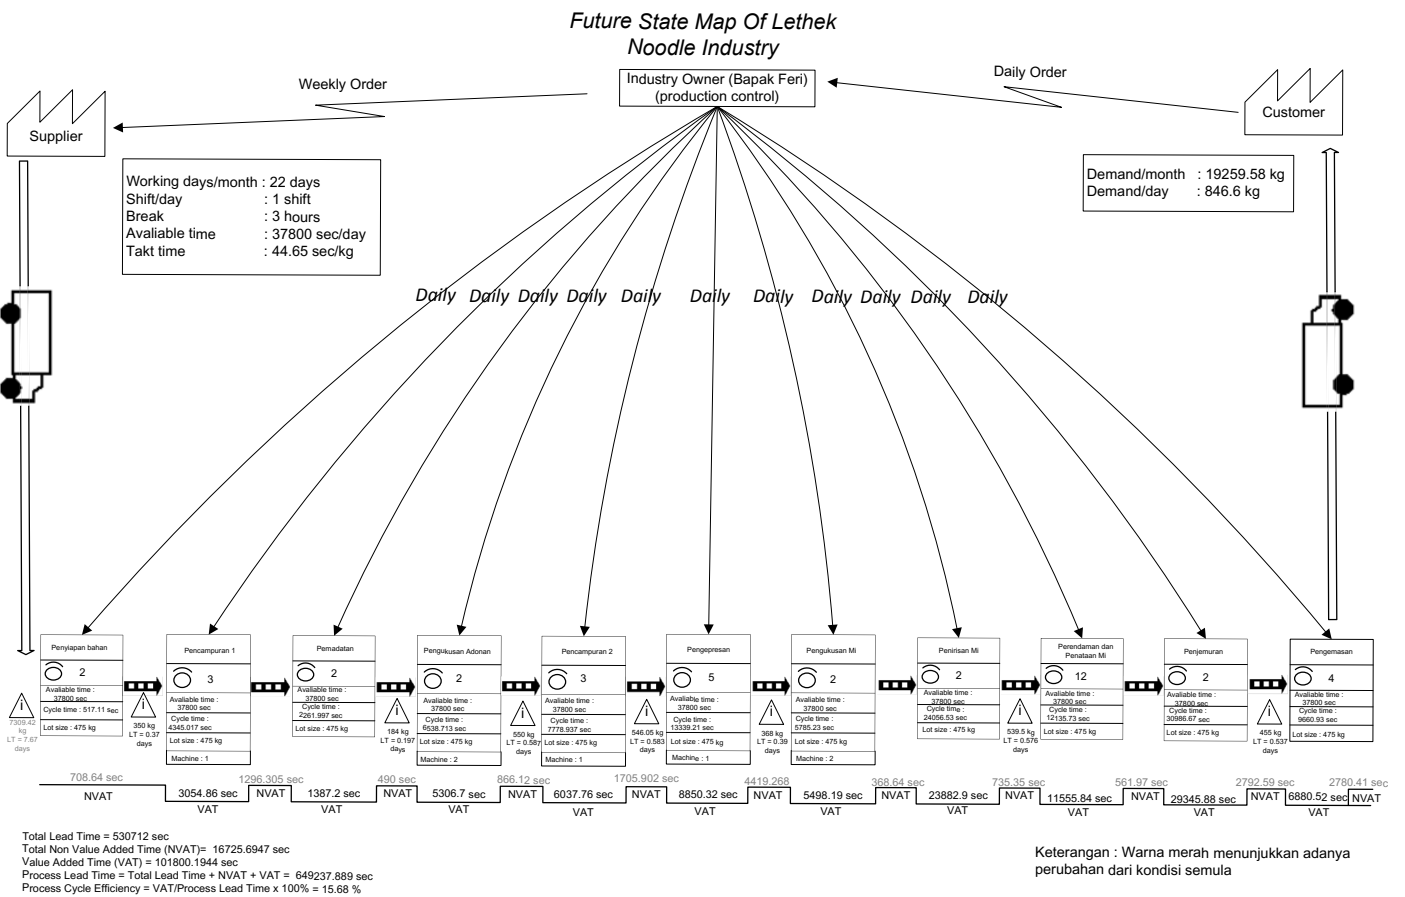 Future State Map Of Lethek
Noodle Industry
Weekly Order
Industry Owner (Bapak Feri)
(production control)
Daily Order
Supplier
Customer
Working days/month : 22 days
Shift/day : 1 shift
Break : 3 hours
Avaliable time : 37800 sec/day
Takt time : 44.65 sec/kg
Demand/month : 19259.58 kg
Demand/day : 846.6 kg
Daily Daily Daily Daily Daily Daily Daily Daily Daily Daily Daily
7309.42
kg
LT = 7.67
days
Penyiapan bahan
2
Avaliable time :
37800 sec
Cycle time : 517.11 sec
Lot size : 475 kg
350 kg
LT = 0.37
days
Pencampuran 1
3
Avaliable time :
37800 sec
Cycle time :
4345.017 sec
Lot size : 475 kg
Machine : 1
Pemadatan
2
Avaliable time :
37800 sec
Cycle time :
2261.997 sec
Lot size : 475 kg
184 kg
LT = 0.197
days
Pengukusan Adonan
2
Avaliable time :
37800 sec
Cycle time :
6538.713 sec
Lot size : 475 kg
Machine : 2
550 kg
LT = 0.587
days
Pencampuran 2
3
Avaliable time :
37800 sec
Cycle time :
7778.937 sec
Lot size : 475 kg
Machine : 1
546.05 kg
LT = 0.583
days
Pengepresan
5
Avaliable time :
37800 sec
Cycle time :
13339.21 sec
Lot size : 475 kg
Machine : 1
368 kg
LT = 0.39
days
Pengukusan Mi
2
Avaliable time :
37800 sec
Cycle time :
5785.23 sec
Lot size : 475 kg
Machine : 2
Penirisan Mi
2
Avaliable time :
37800 sec
Cycle time :
24056.53 sec
Lot size : 475 kg
539.5 kg
LT = 0.576
days
Perendaman dan
Penataan Mi
12
Avaliable time :
37800 sec
Cycle time :
12135.73 sec
Lot size : 475 kg
Penjemuran
2
Avaliable time :
37800 sec
Cycle time :
30986.67 sec
Lot size : 475 kg
455 kg
LT = 0.537
days
Pengemasan
4
Avaliable time :
37800 sec
Cycle time :
9660.93 sec
Lot size : 475 kg
708.64 sec 1296.305 sec 490 sec 866.12 sec 1705.902 sec 4419.268 368.64 sec 735.35 sec 561.97 sec 2792.59 sec 2780.41 sec
NVAT 3054.86 sec NVAT 1387.2 sec NVAT 5306.7 sec NVAT 6037.76 sec NVAT 8850.32 sec NVAT 5498.19 sec NVAT 23882.9 sec NVAT 11555.84 sec NVAT 29345.88 sec NVAT 6880.52 sec NVAT
VAT VAT VAT VAT VAT VAT VAT VAT VAT VAT
Total Lead Time = 530712 sec
Total Non Value Added Time (NVAT)= 16725.6947 sec
Value Added Time (VAT) = 101800.1944 sec
Process Lead Time = Total Lead Time + NVAT + VAT = 649237.889 sec
Process Cycle Efficiency = VAT/Process Lead Time x 100% = 15.68 %
Keterangan : Warna merah menunjukkan adanya
perubahan dari kondisi semula